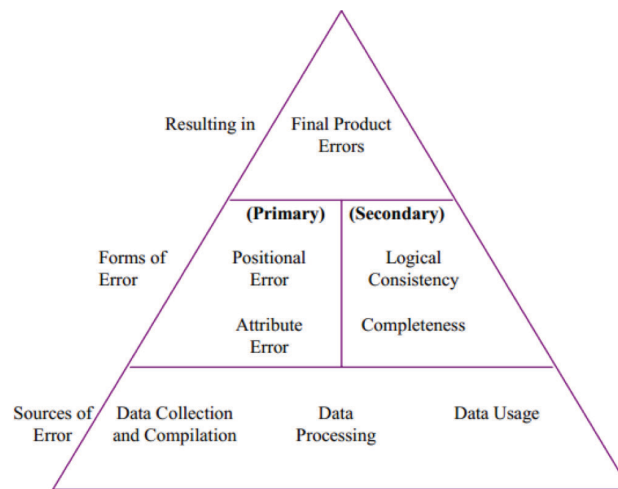 Resulting in
Final Product
Errors
(Primary)
(Secondary)
Forms of
Error
Positional
Error
Logical
Consistency
Attribute
Error
Completeness
Sources of
Error
Data Collection
and Compilation
Data
Processing
Data Usage